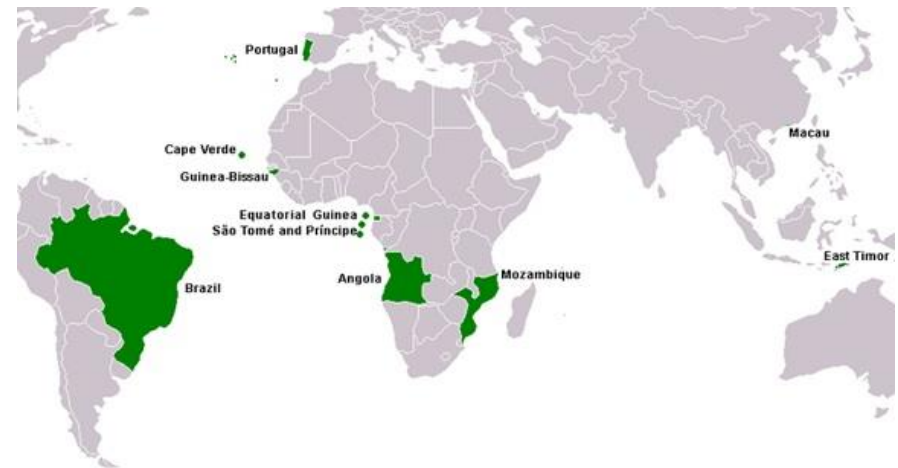 Portugal
Macau
Cape Verde
Guinea-Bissau
Equatorial Guinea
São Tomé and Príncipe
East Timor
Angola
Mozambique
Brazil